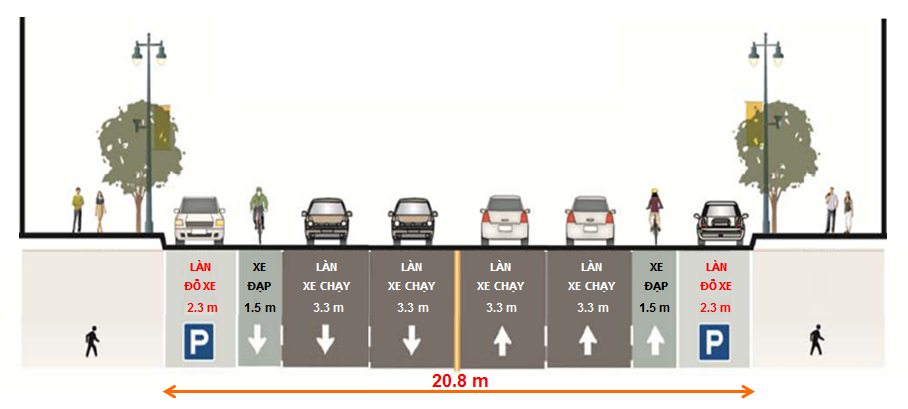 LÀN
ĐỖ XE
2.3 m
P
XE
ĐẠP
1.5 m
LÀN
XE CHẠY
3.3 m
LÀN
XE CHẠY
3.3 m
LÀN
XE CHẠY
3.3 m
LÀN
XE CHẠY
3.3 m
XE
ĐẠP
1.5 m
LÀN
ĐỖ XE
2.3 m
P
20.8 m